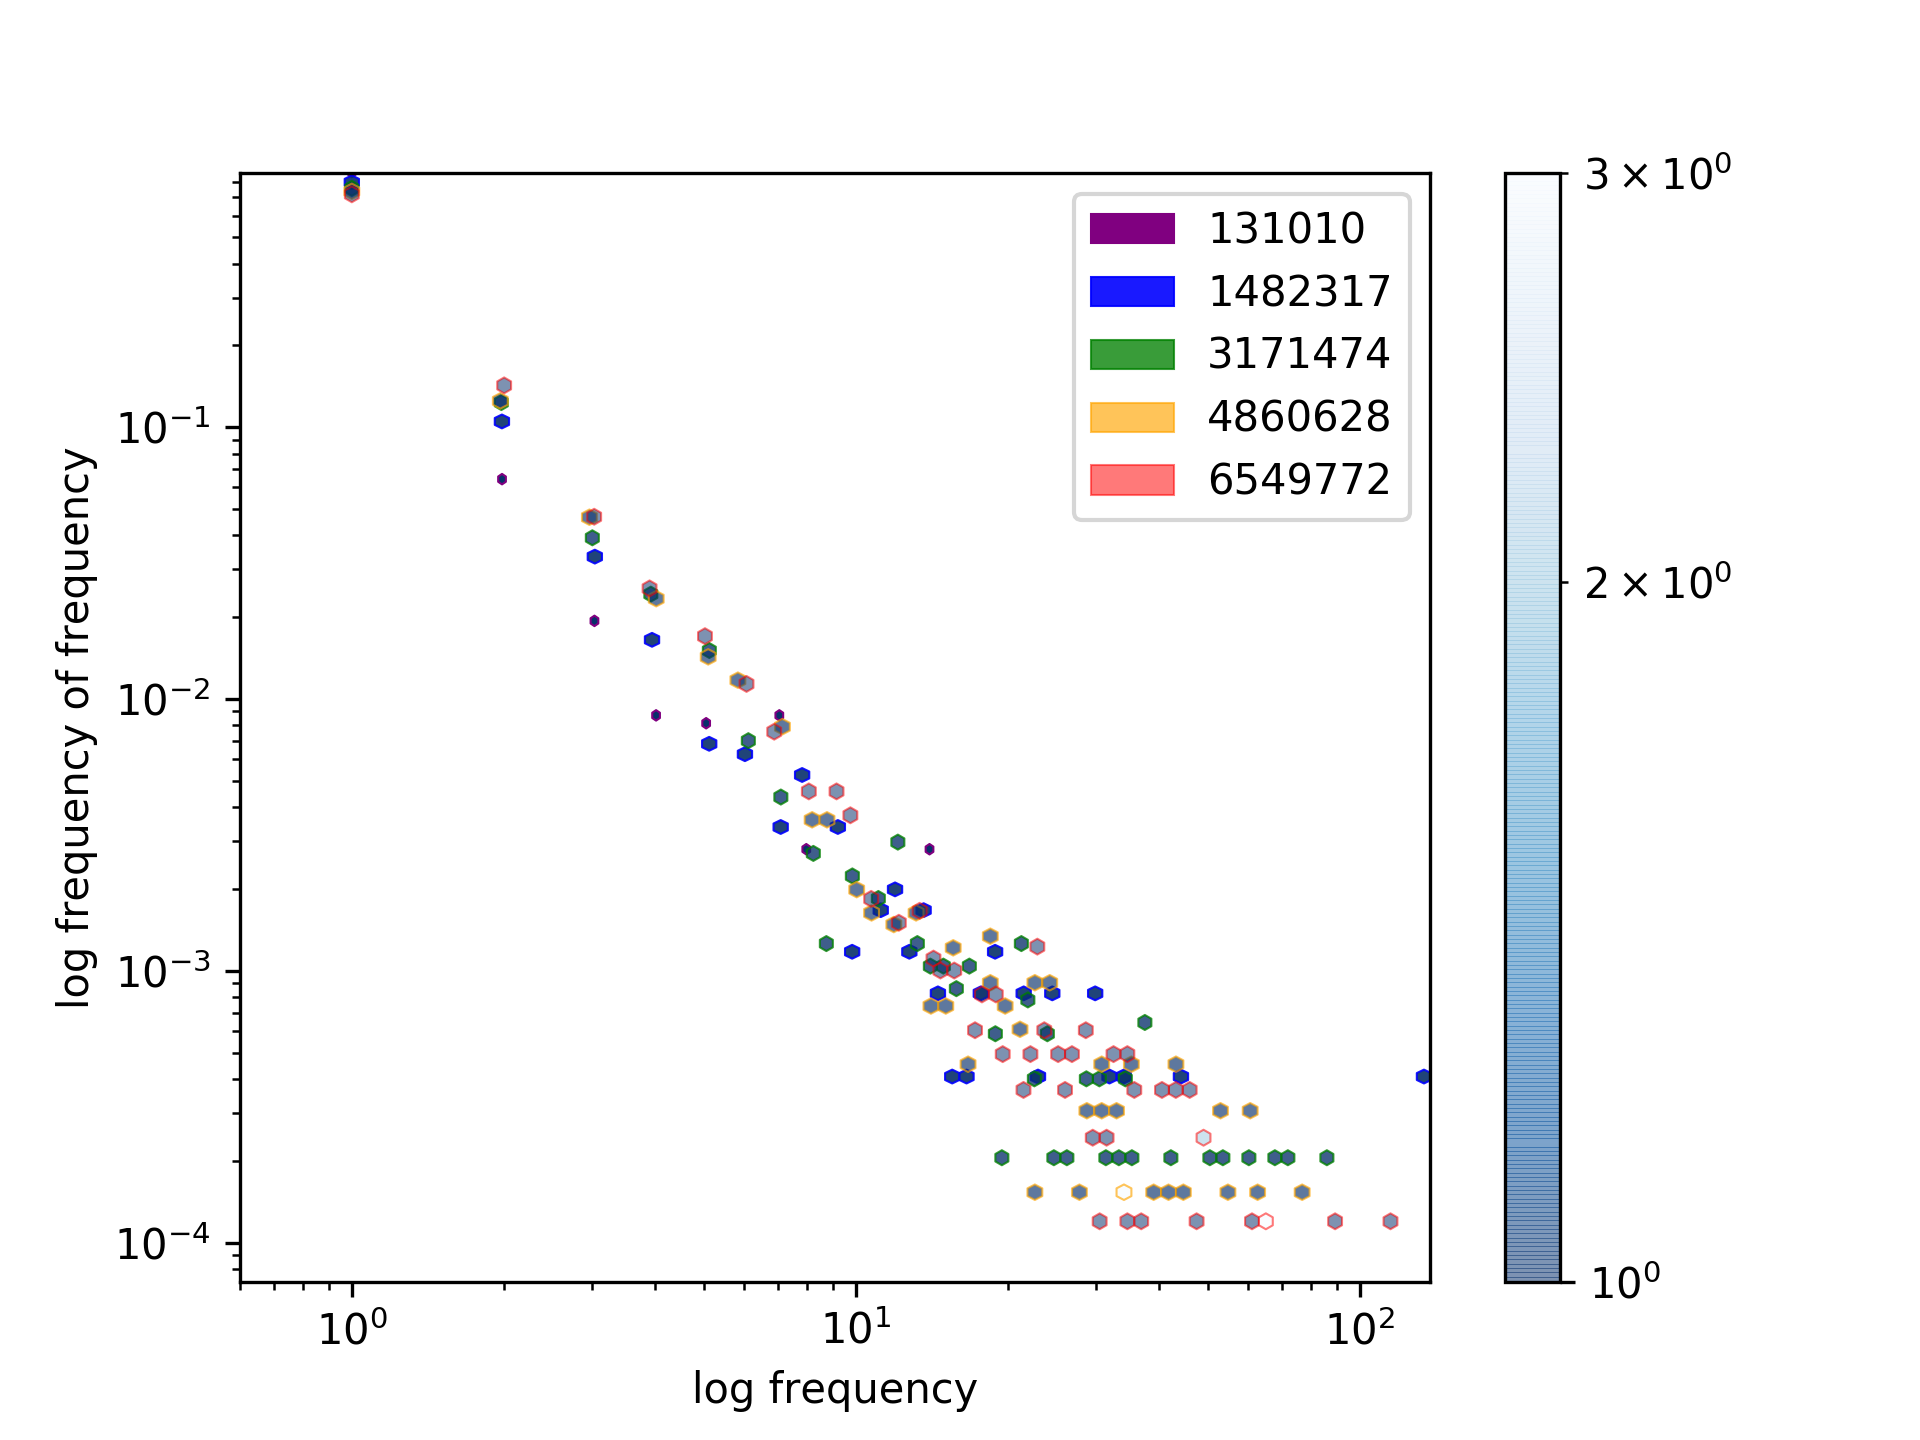 131010
1482317
3171474
4860628
6549772
3 × 10⁰
2 × 10⁰
10⁰
10⁻¹
10⁻²
10⁻³
10⁻⁴
log frequency of frequency
10⁰ 10¹ 10²
log frequency